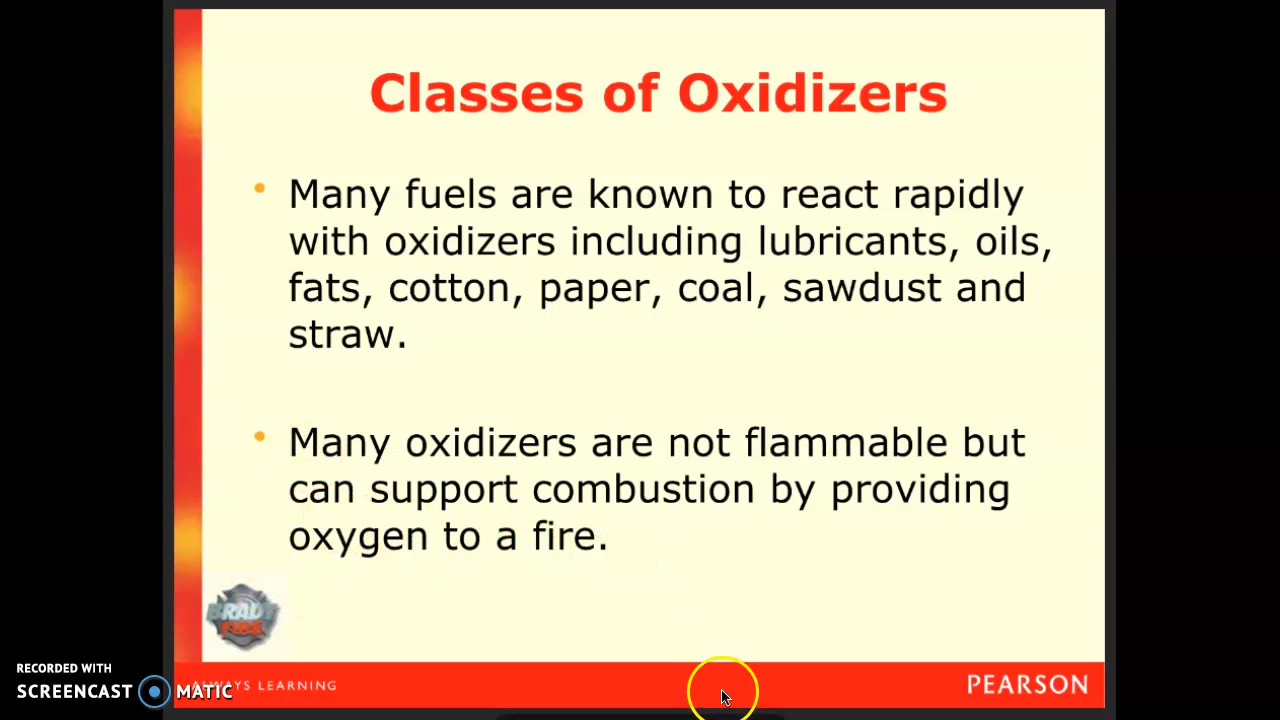 Classes of Oxidizers
• Many fuels are known to react rapidly
with oxidizers including lubricants, oils,
fats, cotton, paper, coal, sawdust and
straw.
• Many oxidizers are not flammable but
can support combustion by providing
oxygen to a fire.
BRADY
FIRE
RECORDED WITH
SCREENCAST MATIC
ALWAYS LEARNING
PEARSON